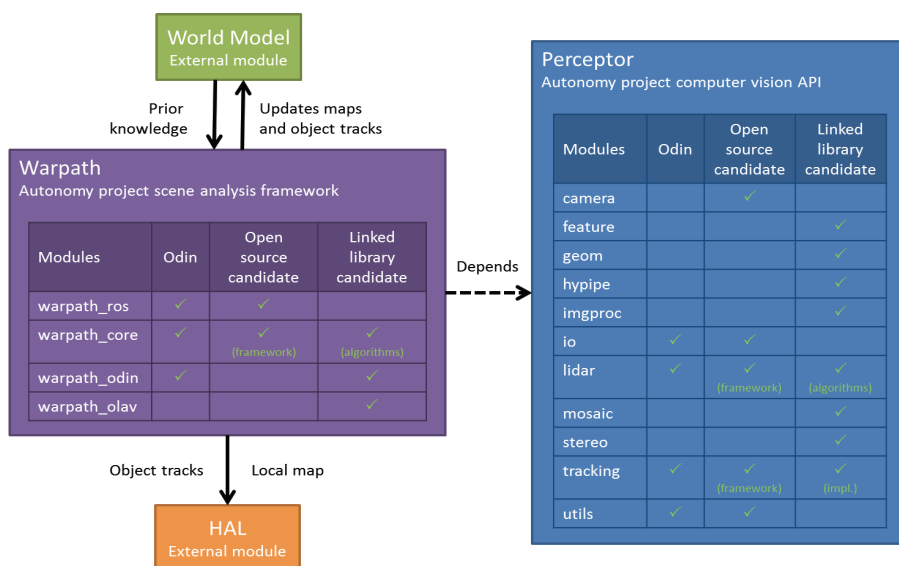 World Model
External module
Prior
knowledge
Updates maps
and object tracks
Warpath
Autonomy project scene analysis framework
Modules Odin Open source candidate Linked library candidate
warpath_ros ✓ ✓
warpath_core ✓ ✓ (framework) ✓ (algorithms)
warpath_odin ✓ ✓
warpath_olav ✓
Object tracks
Local map
HAL
External module
Depends
Perceptor
Autonomy project computer vision API
Modules Odin Open source candidate Linked library candidate
camera ✓
feature ✓
geom ✓
hypipe ✓
imgproc ✓
io ✓ ✓
lidar ✓ ✓ (framework) ✓ (algorithms)
mosaic ✓
stereo ✓
tracking ✓ ✓ (framework) ✓ (impl.)
utils ✓ ✓